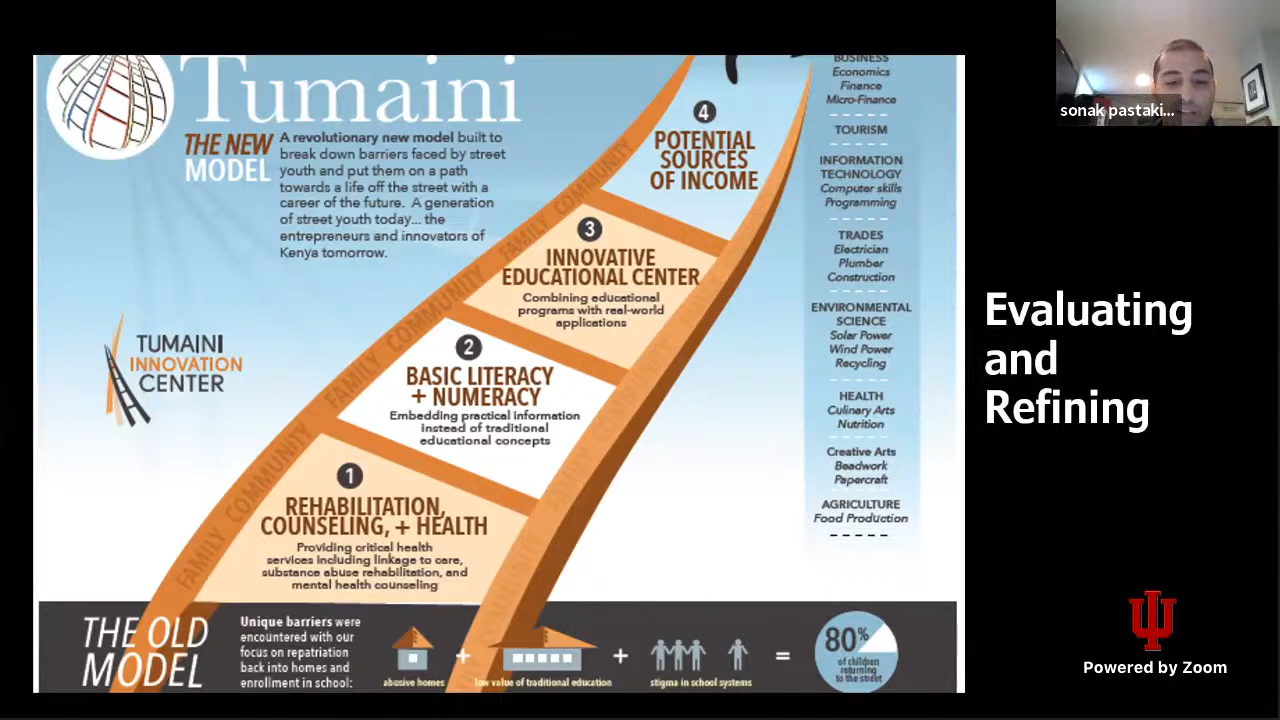 Tumaini
THE NEW
MODEL
A revolutionary new model built to
break down barriers faced by street
youth and put them on a path
towards a life off the street with a
career of the future. A generation
of street youth today... the
entrepreneurs and innovators of
Kenya tomorrow.
TUMAINI
INNOVATION
CENTER
4
POTENTIAL
SOURCES
OF INCOME
3
INNOVATIVE
EDUCATIONAL CENTER
Combining educational
programs with real-world
applications
2
BASIC LITERACY
+ NUMERACY
Embedding practical information
instead of traditional
educational concepts
1
REHABILITATION,
COUNSELING, + HEALTH
Providing critical health
services including linkage to care,
substance abuse rehabilitation, and
mental health counseling
FAMILY COMMUNITY FAMILY COMMUNITY FAMILY COMMUNITY
BUSINESS
Economics
Finance
Micro-Finance
TOURISM
INFORMATION
TECHNOLOGY
Computer skills
Programming
TRADES
Electrician
Plumber
Construction
ENVIRONMENTAL
SCIENCE
Solar Power
Wind Power
Recycling
HEALTH
Culinary Arts
Nutrition
Creative Arts
Beadwork
Papercraft
AGRICULTURE
Food Production
THE OLD
MODEL
Unique barriers were
encountered with our
focus on repatriation
back into homes and
enrollment in school:
abusive homes
+
low value of traditional education
+
stigma in school systems
=
80%
of children
returning
to the street
sonak pastaki...
Evaluating
and
Refining
Powered by Zoom